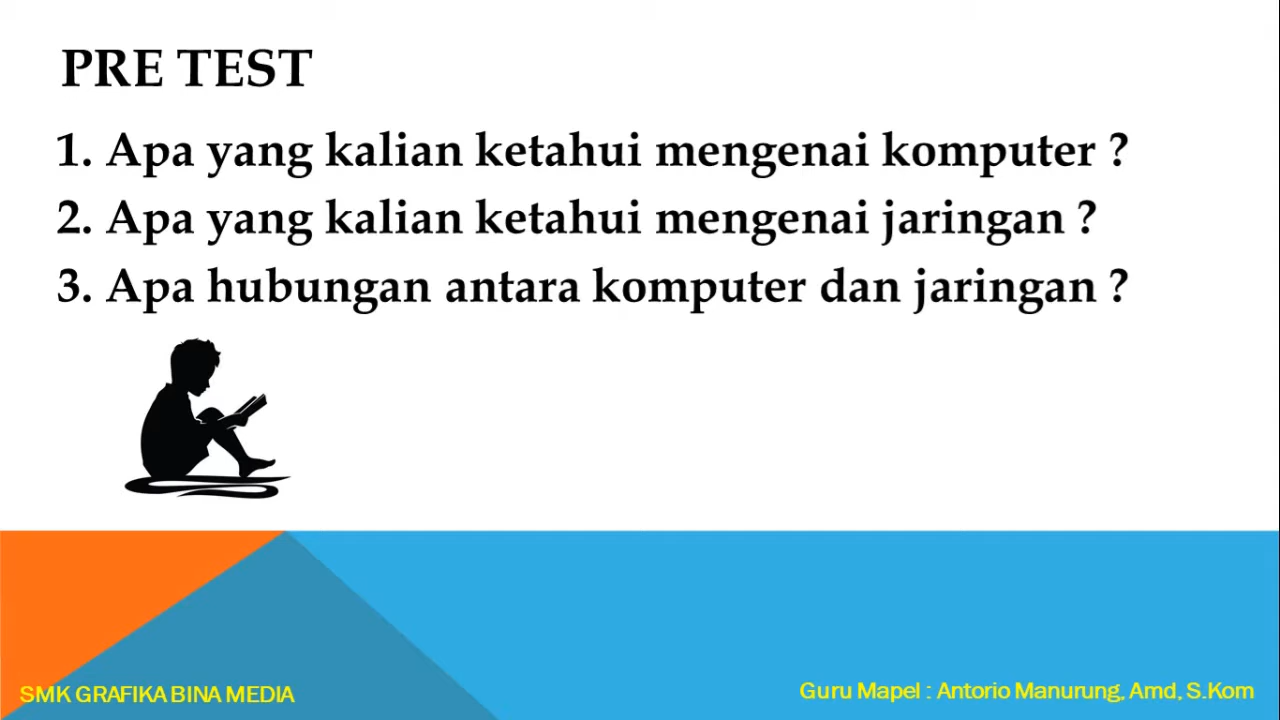 PRE TEST
1. Apa yang kalian ketahui mengenai komputer ?
2. Apa yang kalian ketahui mengenai jaringan ?
3. Apa hubungan antara komputer dan jaringan ?
SMK GRAFIKA BINA MEDIA
Guru Mapel : Antorio Manurung, Amd, S.Kom